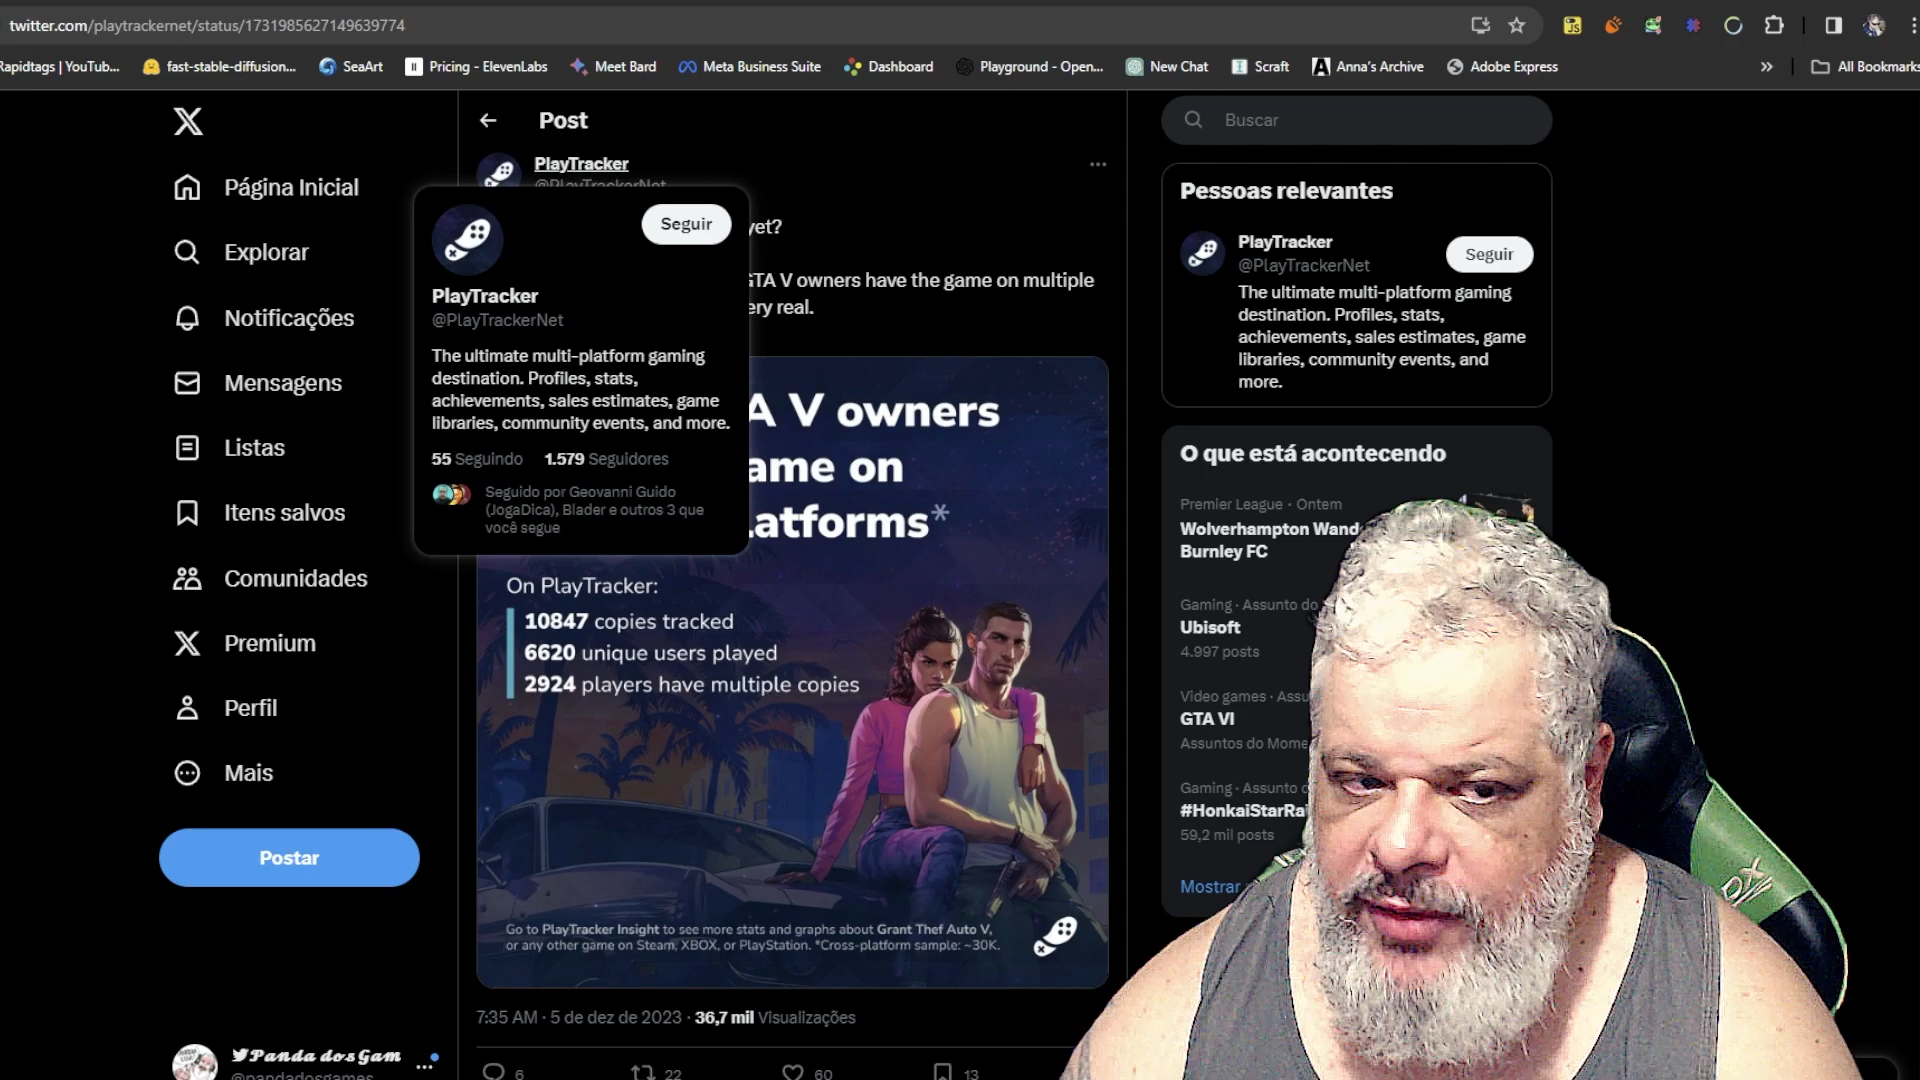 twitter.com/playtrackernet/status/1731985627149639774
Rapidtags | YouTub...
fast-stable-diffusion...
SeaArt
Pricing - ElevenLabs
Meet Bard
Meta Business Suite
Dashboard
Playground - Open...
New Chat
Scraft
Anna's Archive
Adobe Express
All Bookmarks
Página Inicial
Explorar
Notificações
Mensagens
Listas
Itens salvos
Comunidades
Premium
Perfil
Mais
Postar
Panda dos Gam
@pandadosgames
Post
PlayTracker
@PlayTrackerNet
yet?
GTA V owners have the game on multiple
ery real.
Seguir
PlayTracker
@PlayTrackerNet
The ultimate multi-platform gaming
destination. Profiles, stats,
achievements, sales estimates, game
libraries, community events, and more.
55 Seguindo 1.579 Seguidores
Seguido por Geovanni Guido
(JogaDica), Blader e outros 3 que
você segue
A V owners
ame on
latforms*
On PlayTracker:
10847 copies tracked
6620 unique users played
2924 players have multiple copies
Go to PlayTracker Insight to see more stats and graphs about Grant Thef Auto V,
or any other game on Steam, XBOX, or PlayStation. *Cross-platform sample: ~30K.
7:35 AM · 5 de dez de 2023 · 36,7 mil Visualizações
6 22 60 13
Buscar
Pessoas relevantes
PlayTracker
@PlayTrackerNet
Seguir
The ultimate multi-platform gaming
destination. Profiles, stats,
achievements, sales estimates, game
libraries, community events, and
more.
O que está acontecendo
Premier League · Ontem
Wolverhampton Wand
Burnley FC
Gaming · Assunto do
Ubisoft
4.997 posts
Video games · Assu
GTA VI
Assuntos do Mome
Gaming · Assunto d
#HonkaiStarRa
59,2 mil posts
Mostrar
DX